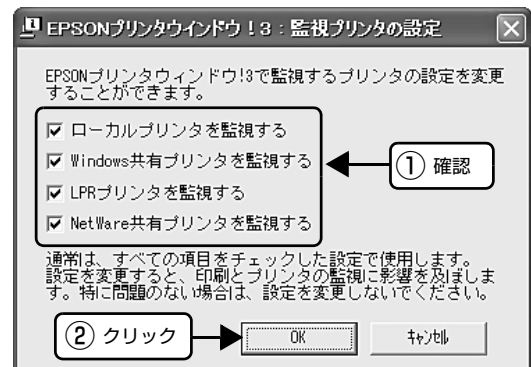 EPSONプリンタウインドウ!3：監視プリンタの設定
EPSONプリンタウィンドウ!3で監視するプリンタの設定を変更
することができます。
ローカルプリンタを監視する
Windows共有プリンタを監視する
① 確認
LPRプリンタを監視する
NetWare共有プリンタを監視する
通常は、すべての項目をチェックした設定で使用します。
設定を変更すると、印刷とプリンタの監視に影響を及ぼしま
す。特に問題のない場合は、設定を変更しないでください。
② クリック
OK
ｷｬﾝｾﾙ